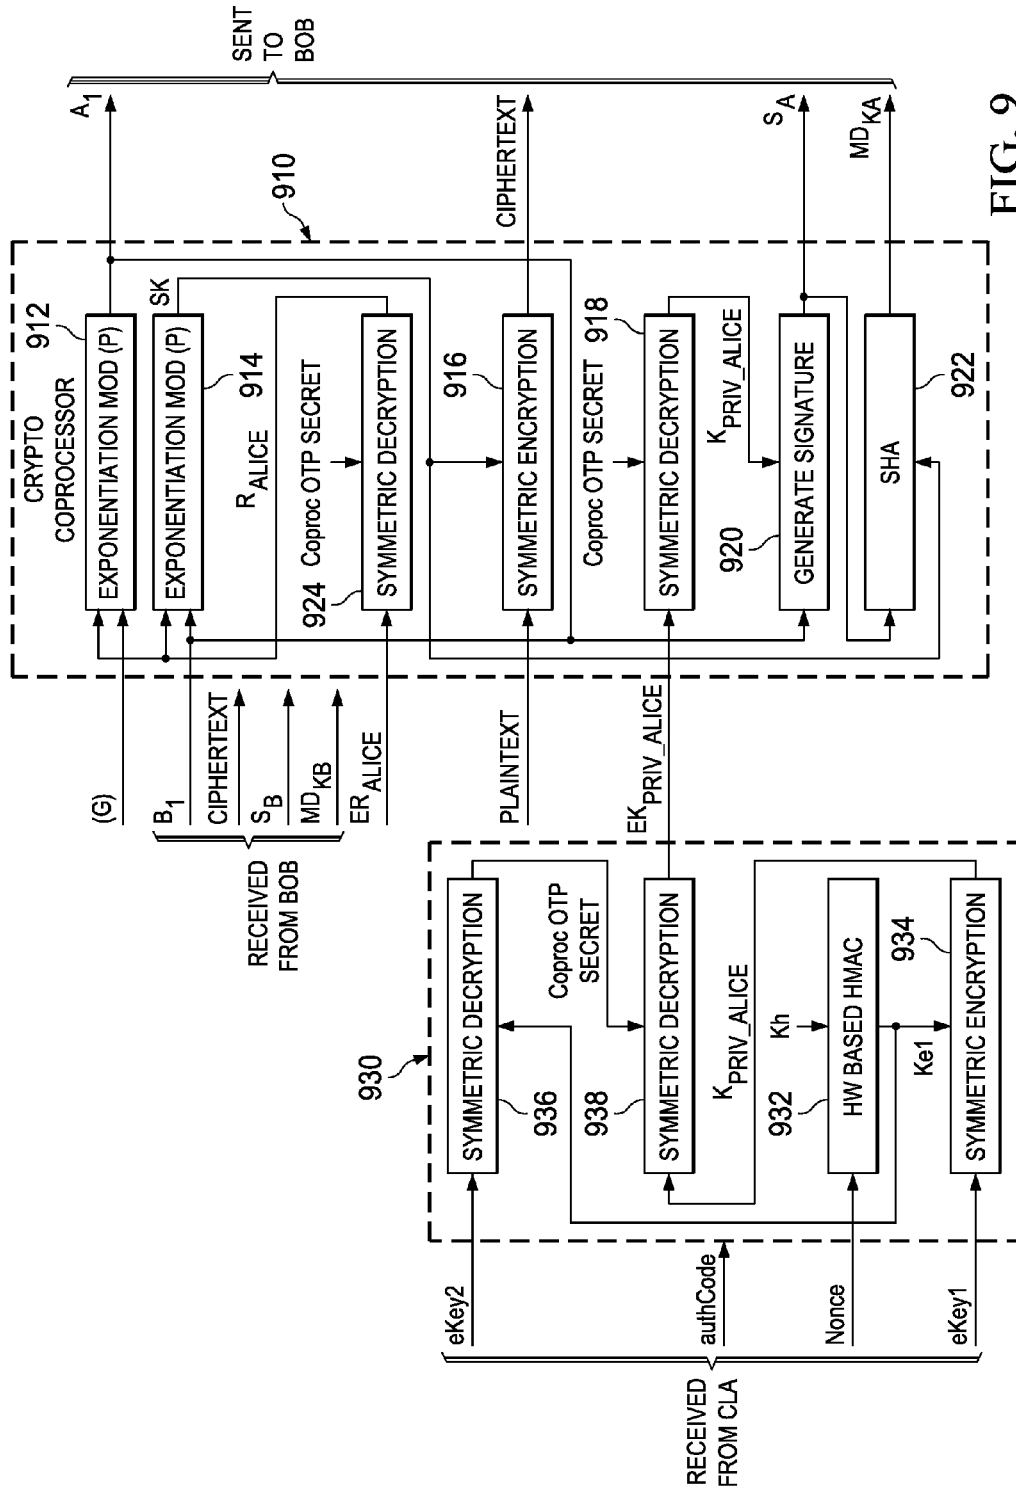 SENT
TO
BOB
A1
CIPHERTEXT
SA
MDKA
910
CRYPTO
COPROCESSOR
912
EXPONENTIATION MOD (P)
SK
EXPONENTIATION MOD (P)
914
RALICE
Coproc OTP SECRET
924
SYMMETRIC DECRYPTION
916
SYMMETRIC ENCRYPTION
Coproc OTP SECRET
918
SYMMETRIC DECRYPTION
KPRIV_ALICE
920
GENERATE SIGNATURE
SHA
922
(G)
B1
CIPHERTEXT
SB
MDKB
ERALICE
RECEIVED
FROM BOB
PLAINTEXT
EKPRIV_ALICE
930
SYMMETRIC DECRYPTION
936
Coproc OTP
SECRET
938
SYMMETRIC DECRYPTION
KPRIV_ALICE
Kh
932
HW BASED HMAC
Ke1
934
SYMMETRIC ENCRYPTION
eKey2
authCode
Nonce
eKey1
RECEIVED
FROM CLA
FIG. 9